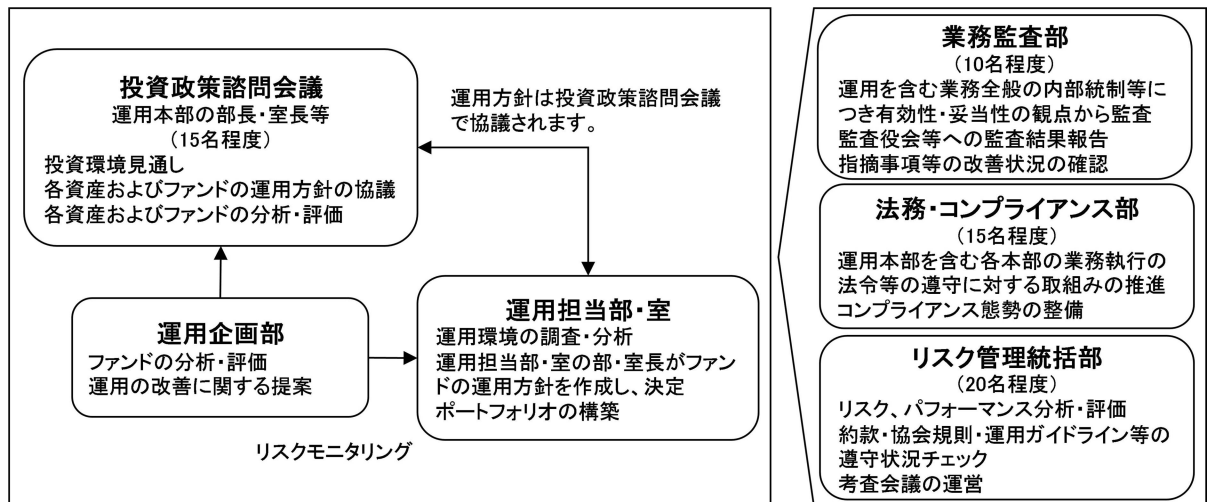 投資政策諮問会議
運用本部の部長・室長等
(15名程度)
投資環境見通し
各資産およびファンドの運用方針の協議
各資産およびファンドの分析・評価
運用方針は投資政策諮問会議
で協議されます。
運用企画部
ファンドの分析・評価
運用の改善に関する提案
運用担当部・室
運用環境の調査・分析
運用担当部・室の部・室長がファン
ドの運用方針を作成し、決定
ポートフォリオの構築
リスクモニタリング
業務監査部
(10名程度)
運用を含む業務全般の内部統制等に
つき有効性・妥当性の観点から監査
監査役会等への監査結果報告
指摘事項等の改善状況の確認
法務・コンプライアンス部
(15名程度)
運用本部を含む各本部の業務執行の
法令等の遵守に対する取組みの推進
コンプライアンス態勢の整備
リスク管理統括部
(20名程度)
リスク、パフォーマンス分析・評価
約款・協会規則・運用ガイドライン等の
遵守状況チェック
考査会議の運営